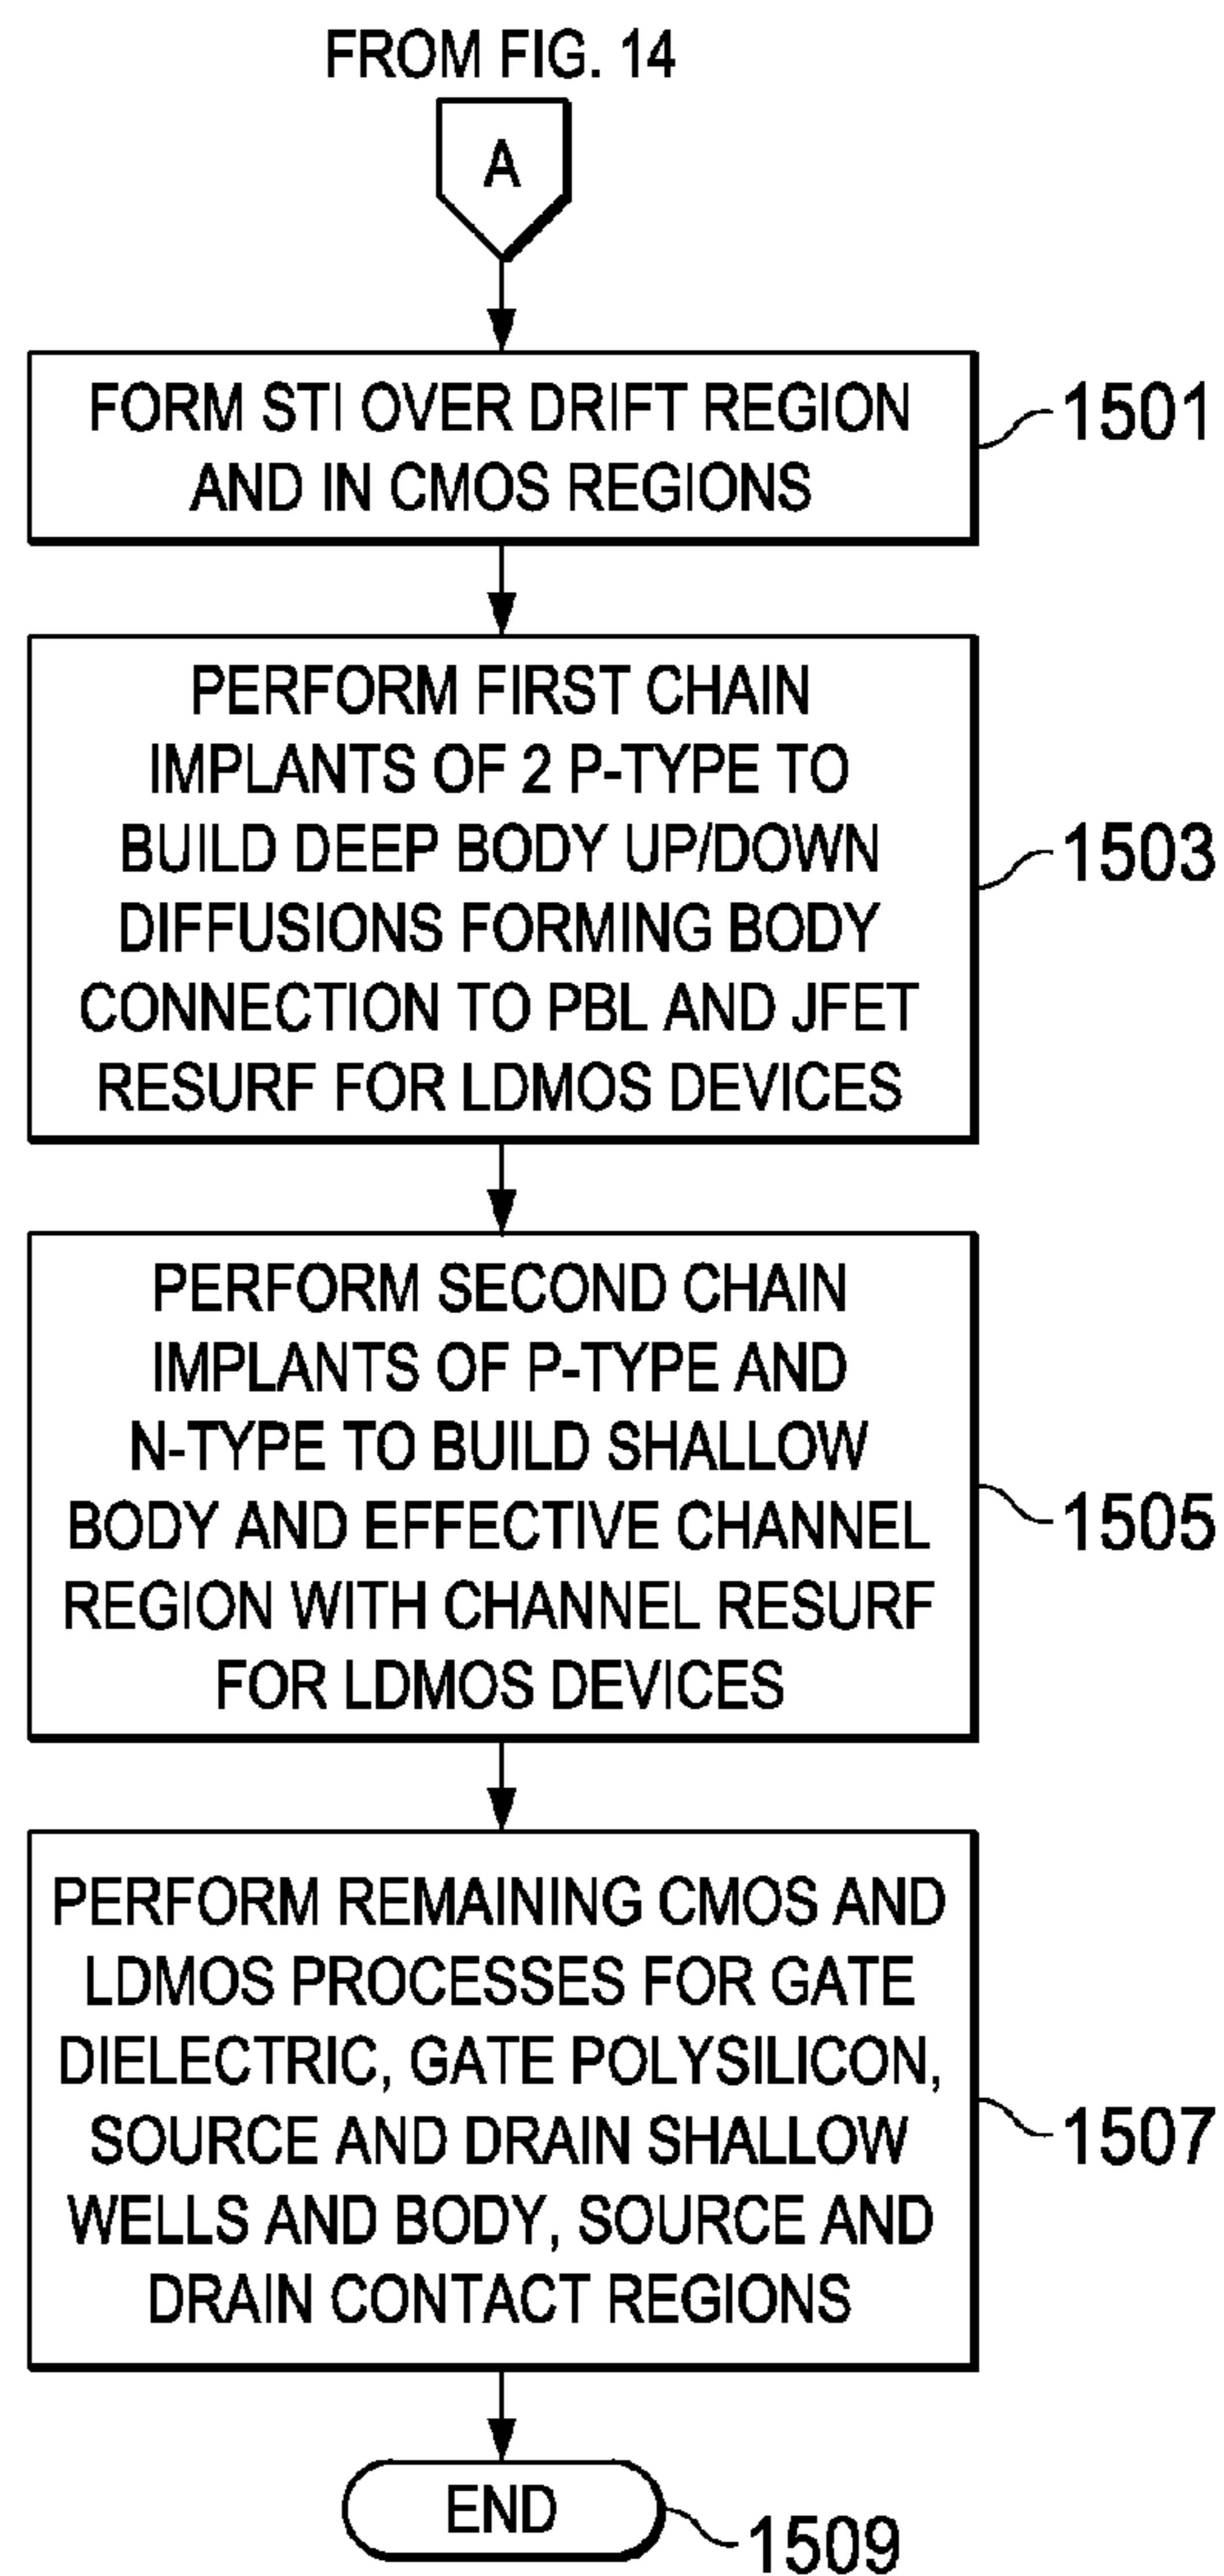 FROM FIG. 14
A
FORM STI OVER DRIFT REGION
AND IN CMOS REGIONS
1501
PERFORM FIRST CHAIN
IMPLANTS OF 2 P-TYPE TO
BUILD DEEP BODY UP/DOWN
DIFFUSIONS FORMING BODY
CONNECTION TO PBL AND JFET
RESURF FOR LDMOS DEVICES
1503
PERFORM SECOND CHAIN
IMPLANTS OF P-TYPE AND
N-TYPE TO BUILD SHALLOW
BODY AND EFFECTIVE CHANNEL
REGION WITH CHANNEL RESURF
FOR LDMOS DEVICES
1505
PERFORM REMAINING CMOS AND
LDMOS PROCESSES FOR GATE
DIELECTRIC, GATE POLYSILICON,
SOURCE AND DRAIN SHALLOW
WELLS AND BODY, SOURCE AND
DRAIN CONTACT REGIONS
1507
END
1509